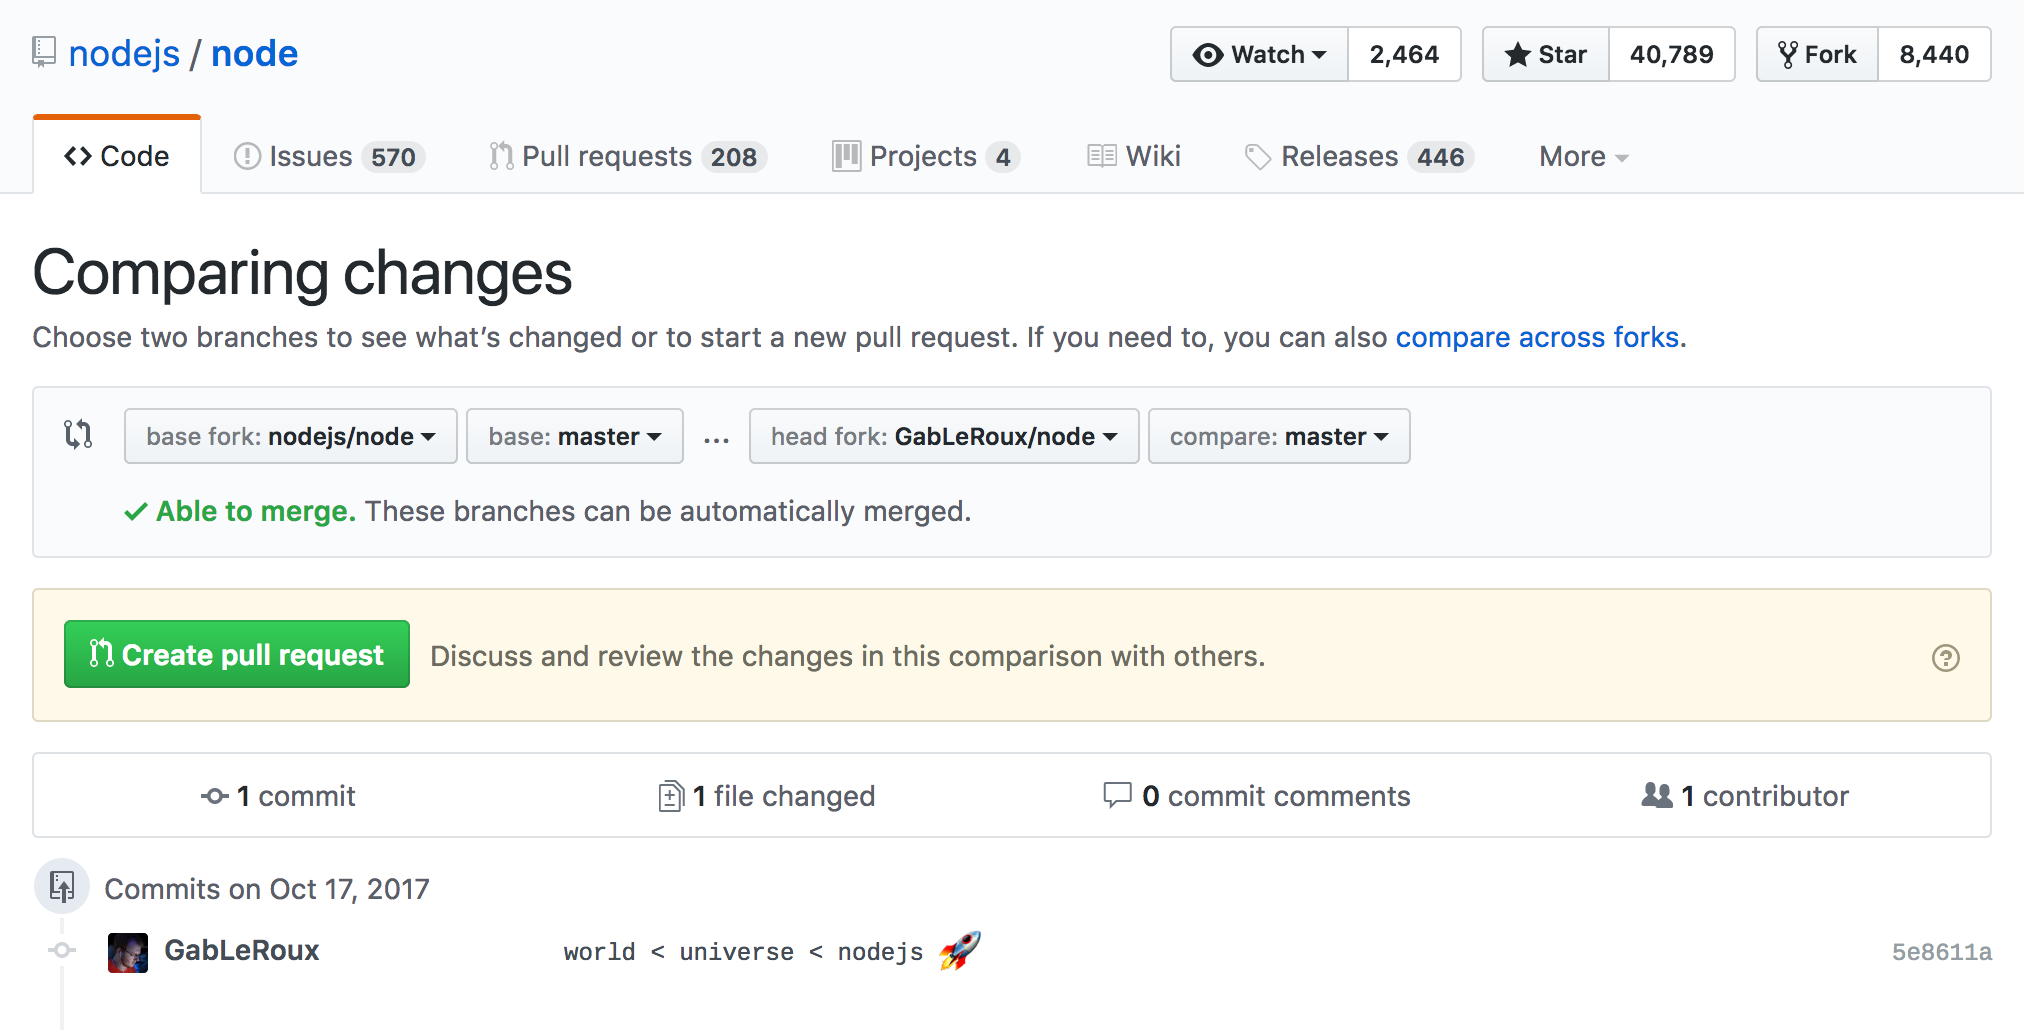 nodejs / node
Watch 2,464 Star 40,789 Fork 8,440
Code Issues 570 Pull requests 208 Projects 4 Wiki Releases 446 More
Comparing changes
Choose two branches to see what’s changed or to start a new pull request. If you need to, you can also compare across forks.
base fork: nodejs/node base: master ... head fork: GabLeRoux/node compare: master
Able to merge. These branches can be automatically merged.
Create pull request Discuss and review the changes in this comparison with others.
1 commit 1 file changed 0 commit comments 1 contributor
Commits on Oct 17, 2017
GabLeRoux world < universe < nodejs 🚀 5e8611a